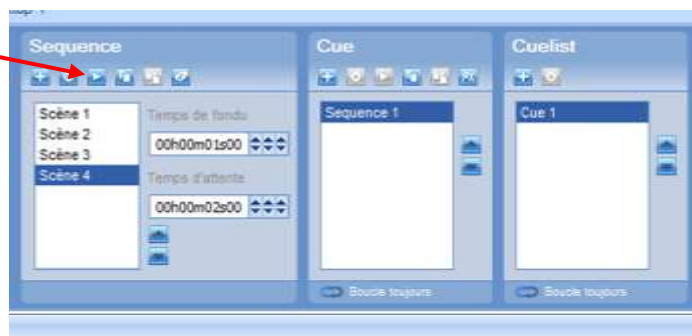 Sequence
Scène 1
Scène 2
Scène 3
Scène 4
Temps de fondu
00h00m01s00
Temps d'attente
00h00m02s00
Cue
Sequence 1
Boucle toujours
Cuelist
Cue 1
Boucle toujours